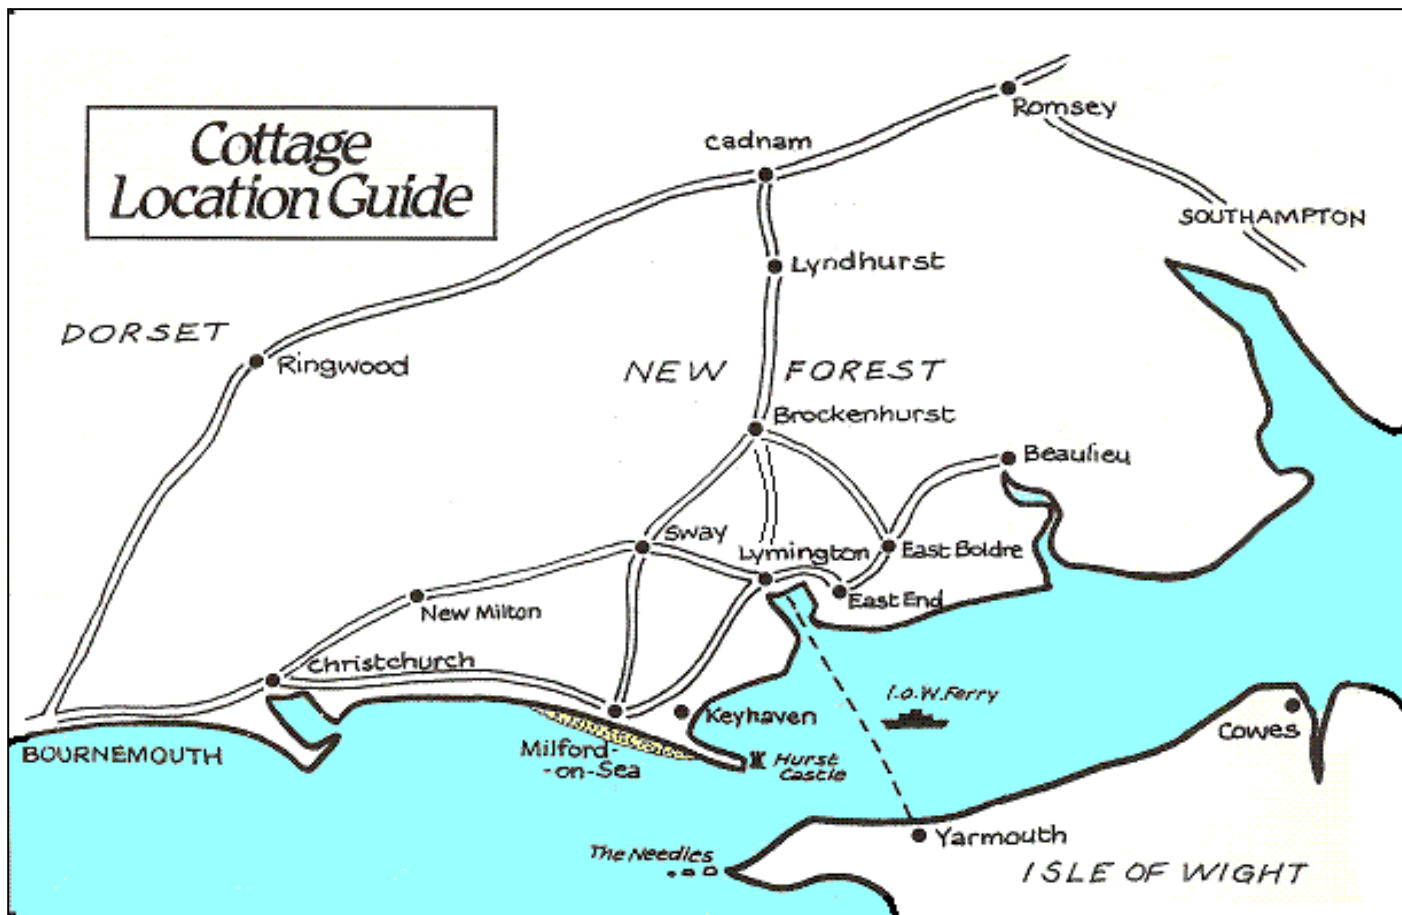 Cottage
Location Guide
Romsey
Cadnam
SOUTHAMPTON
Lyndhurst
DORSET
Ringwood
NEW FOREST
Brockenhurst
Beaulieu
Sway
Lymington
East Boldre
New Milton
East End
Christchurch
I.o.W. Ferry
Keyhaven
Cowes
BOURNEMOUTH
Milford-
-on-Sea
Hurst
Castle
Yarmouth
The Needles
ISLE OF WIGHT